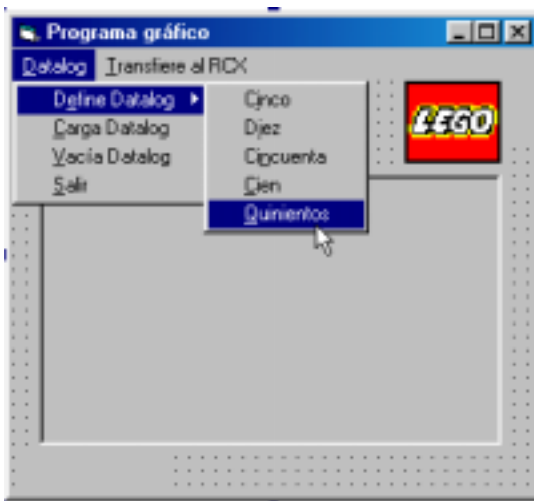 Programa gráfico
Datalog Transfiere al RCX
Define Datalog
Carga Datalog
Vacía Datalog
Salir
Cinco
Diez
Cincuenta
Cien
Quinientos
LEGO